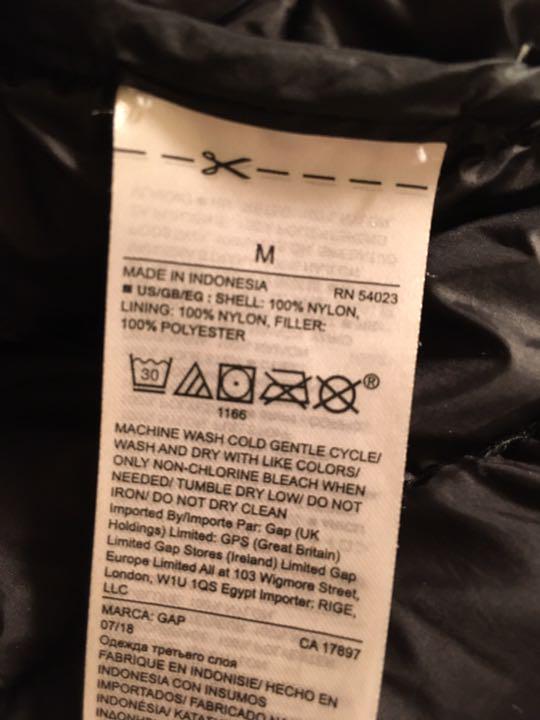 M
MADE IN INDONESIA RN 54023
■ US/GB/EG : SHELL: 100% NYLON,
LINING: 100% NYLON, FILLER:
100% POLYESTER
30
®
1166
MACHINE WASH COLD GENTLE CYCLE/
WASH AND DRY WITH LIKE COLORS/
ONLY NON-CHLORINE BLEACH WHEN
NEEDED/ TUMBLE DRY LOW/ DO NOT
IRON/ DO NOT DRY CLEAN
Imported By/Importe Par: Gap (UK
Holdings) Limited: GPS (Great Britain)
Limited Gap Stores (Ireland) Limited Gap
Europe Limited All at 103 Wigmore Street,
London, W1U 1QS Egypt Importer: RIGE,
LLC
MARCA: GAP CA 17897
07/18
Одежда третьего слоя
FABRIQUE EN INDONISIE/ HECHO EN
INDONESIA CON INSUMOS
IMPORTADOS/ FABRICADO NA
INDONÉSIA/